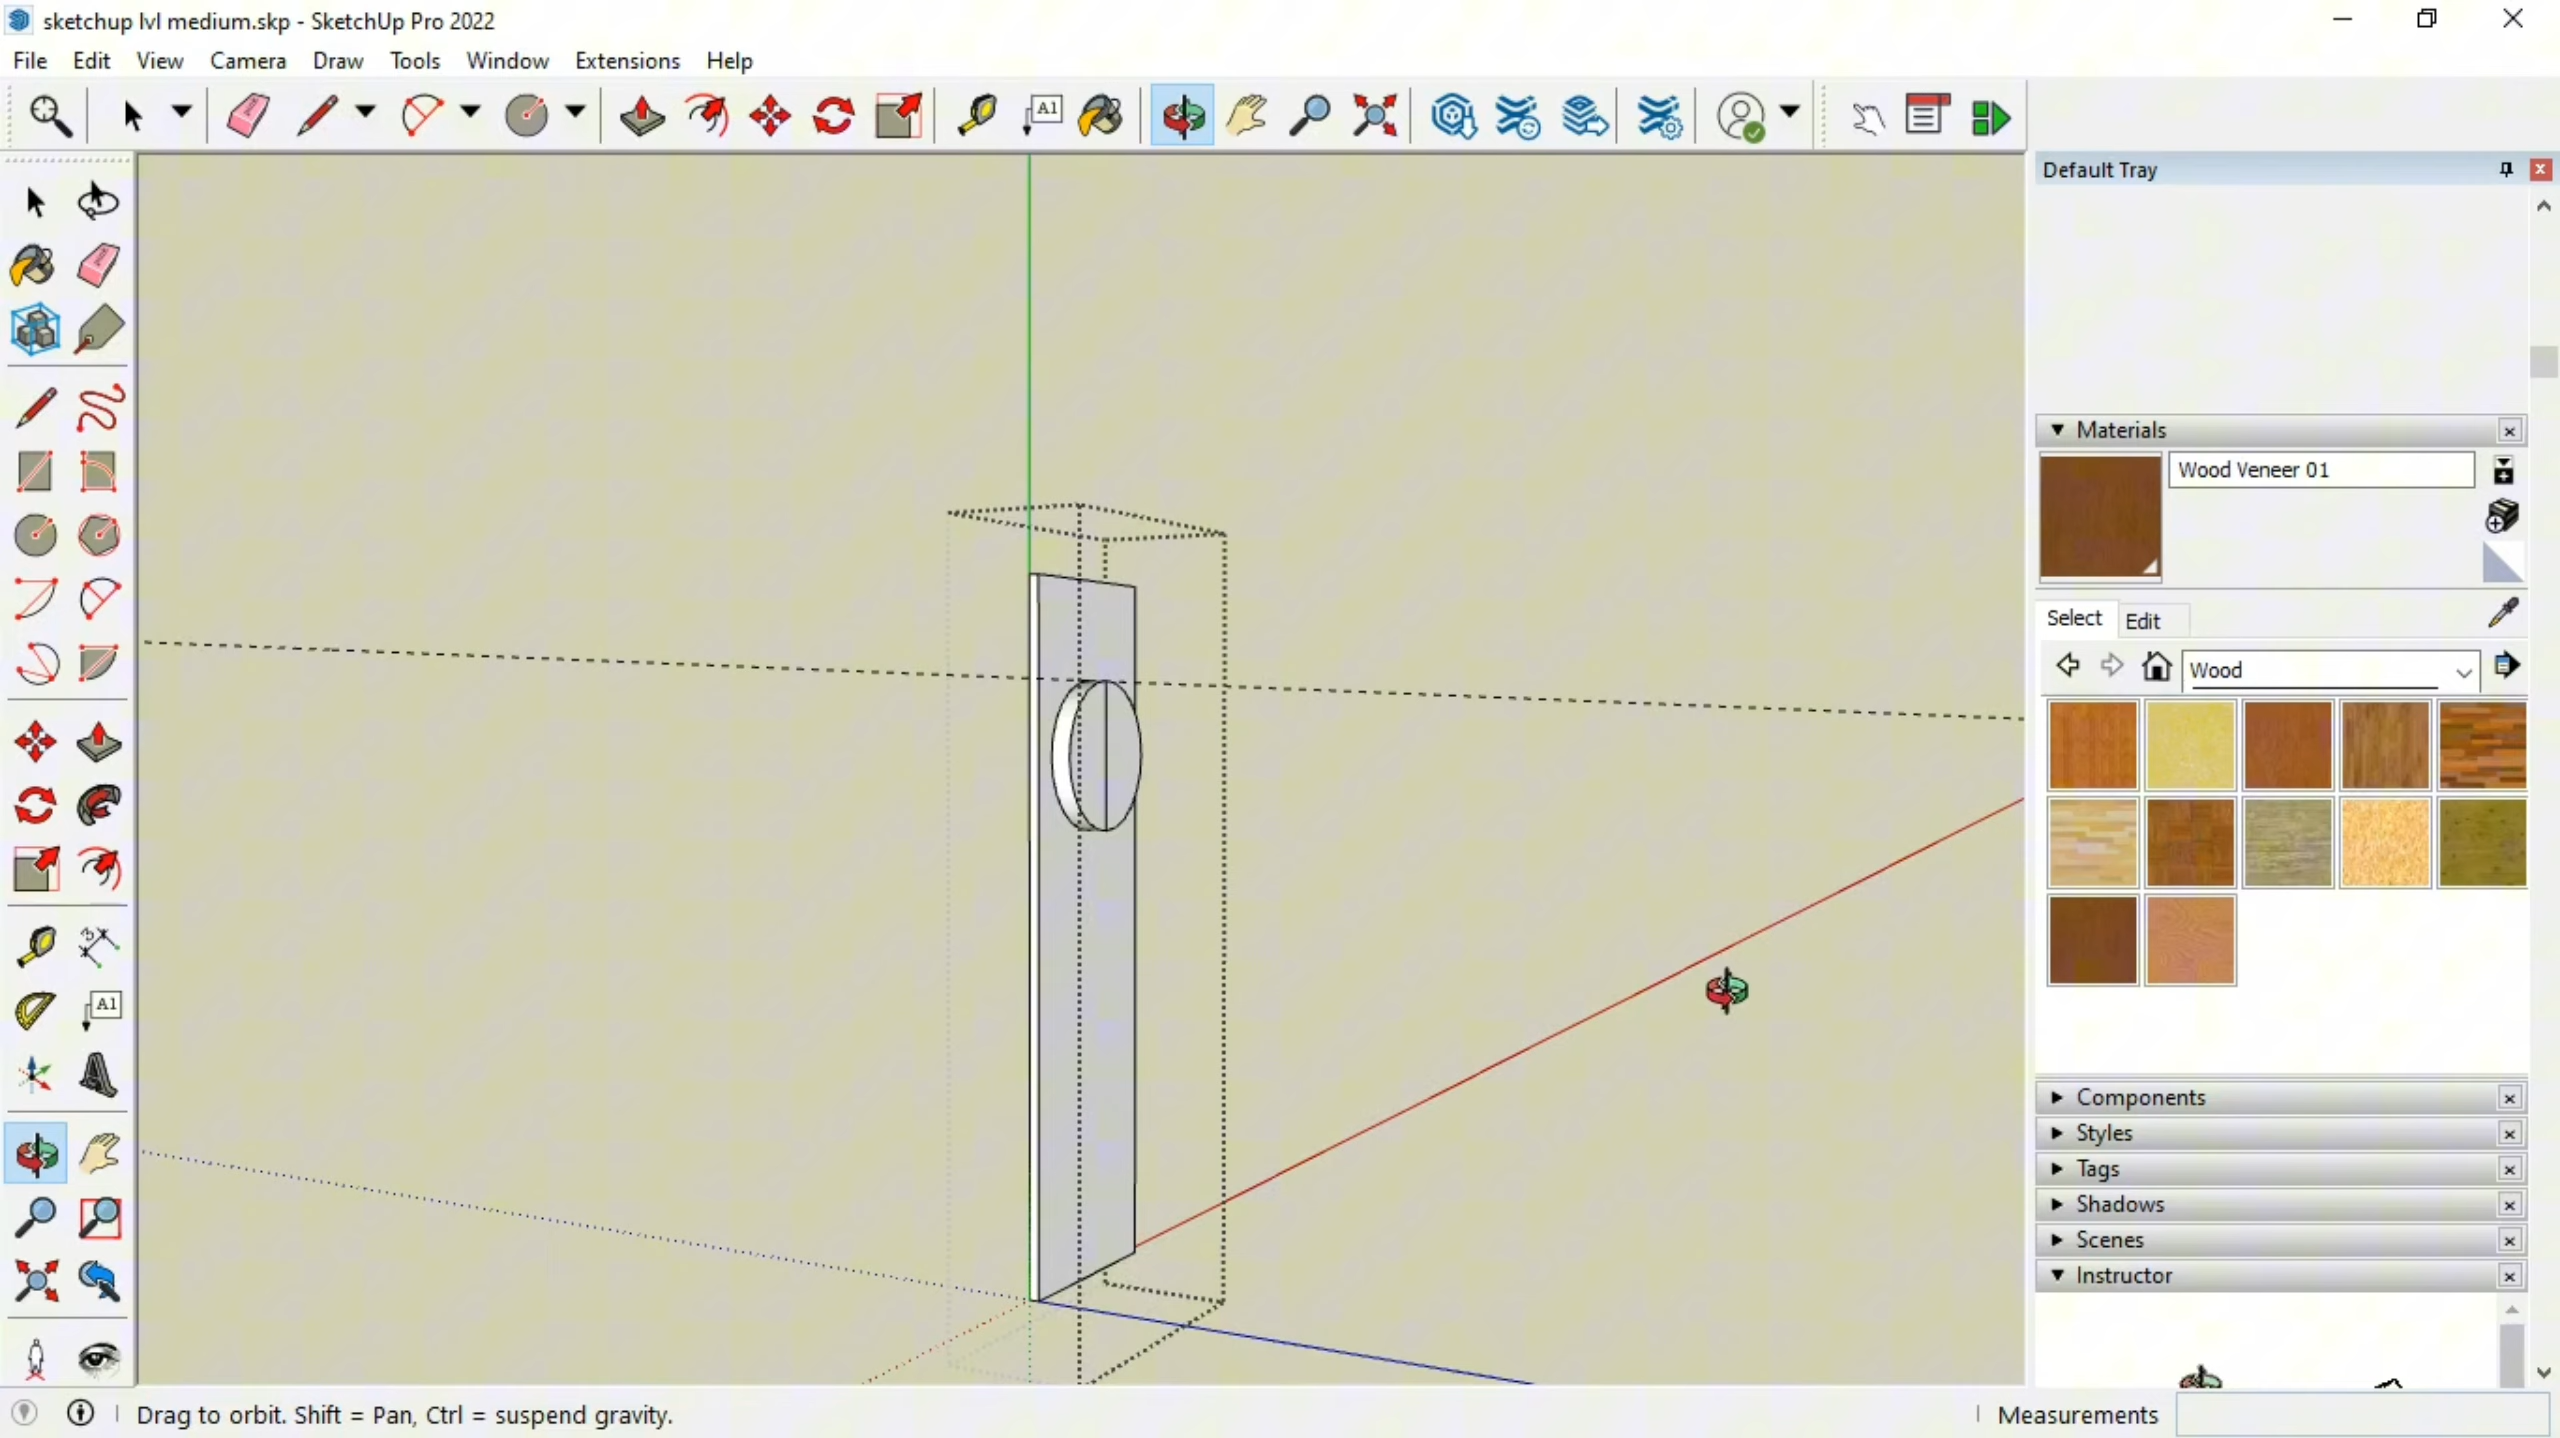 sketchup lvl medium.skp - SketchUp Pro 2022
File Edit View Camera Draw Tools Window Extensions Help
A1
Default Tray
Materials
Wood Veneer 01
Select Edit
Wood
A1
Components
Styles
Tags
Shadows
Scenes
Instructor
Drag to orbit. Shift = Pan, Ctrl = suspend gravity.
Measurements